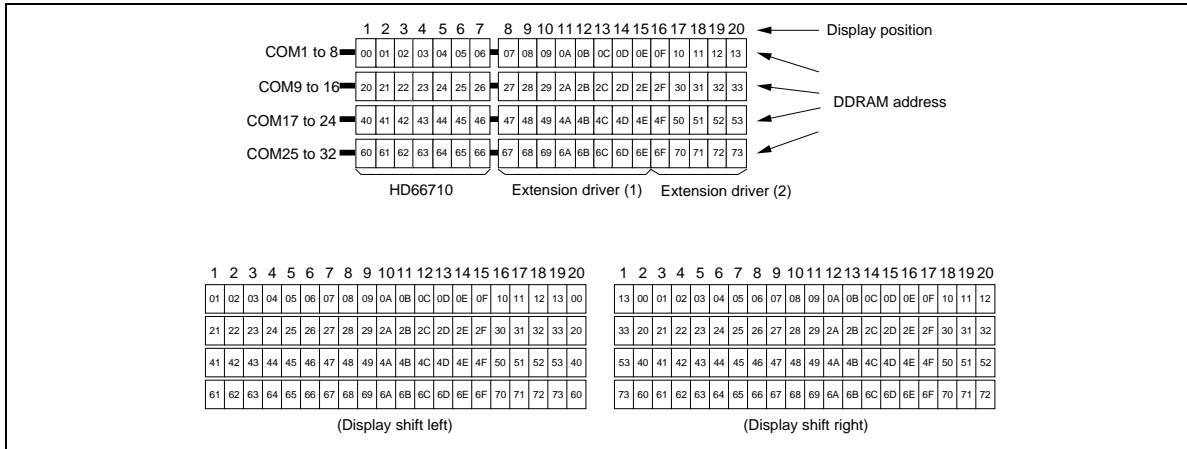 1 2 3 4 5 6 7 8 9 10 11 12 13 14 15 16 17 18 19 20 Display position
COM1 to 8 00 01 02 03 04 05 06 07 08 09 0A 0B 0C 0D 0E 0F 10 11 12 13
COM9 to 16 20 21 22 23 24 25 26 27 28 29 2A 2B 2C 2D 2E 2F 30 31 32 33
DDRAM address
COM17 to 24 40 41 42 43 44 45 46 47 48 49 4A 4B 4C 4D 4E 4F 50 51 52 53
COM25 to 32 60 61 62 63 64 65 66 67 68 69 6A 6B 6C 6D 6E 6F 70 71 72 73
HD66710 Extension driver (1) Extension driver (2)
1 2 3 4 5 6 7 8 9 10 11 12 13 14 15 16 17 18 19 20
01 02 03 04 05 06 07 08 09 0A 0B 0C 0D 0E 0F 10 11 12 13 00
21 22 23 24 25 26 27 28 29 2A 2B 2C 2D 2E 2F 30 31 32 33 20
41 42 43 44 45 46 47 48 49 4A 4B 4C 4D 4E 4F 50 51 52 53 40
61 62 63 64 65 66 67 68 69 6A 6B 6C 6D 6E 6F 70 71 72 73 60
(Display shift left)
1 2 3 4 5 6 7 8 9 10 11 12 13 14 15 16 17 18 19 20
13 00 01 02 03 04 05 06 07 08 09 0A 0B 0C 0D 0E 0F 10 11 12
33 20 21 22 23 24 25 26 27 28 29 2A 2B 2C 2D 2E 2F 30 31 32
53 40 41 42 43 44 45 46 47 48 49 4A 4B 4C 4D 4E 4F 50 51 52
73 60 61 62 63 64 65 66 67 68 69 6A 6B 6C 6D 6E 6F 70 71 72
(Display shift right)